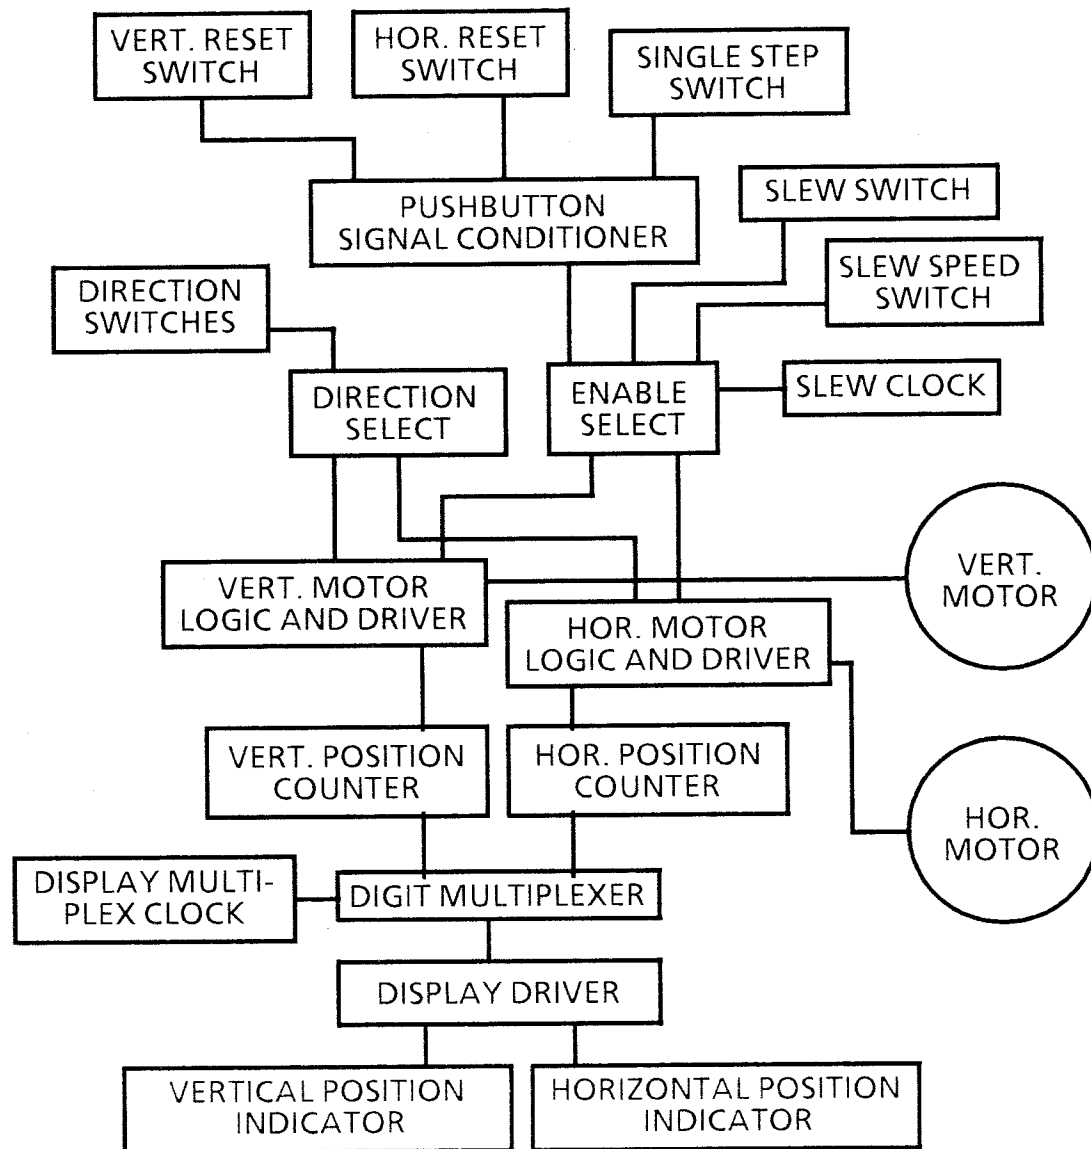 VERT. RESET
SWITCH
HOR. RESET
SWITCH
SINGLE STEP
SWITCH
PUSHBUTTON
SIGNAL CONDITIONER
SLEW SWITCH
SLEW SPEED
SWITCH
DIRECTION
SWITCHES
DIRECTION
SELECT
ENABLE
SELECT
SLEW CLOCK
VERT. MOTOR
LOGIC AND DRIVER
VERT.
MOTOR
HOR. MOTOR
LOGIC AND DRIVER
VERT. POSITION
COUNTER
HOR. POSITION
COUNTER
HOR.
MOTOR
DISPLAY MULTI-
PLEX CLOCK
DIGIT MULTIPLEXER
DISPLAY DRIVER
VERTICAL POSITION
INDICATOR
HORIZONTAL POSITION
INDICATOR